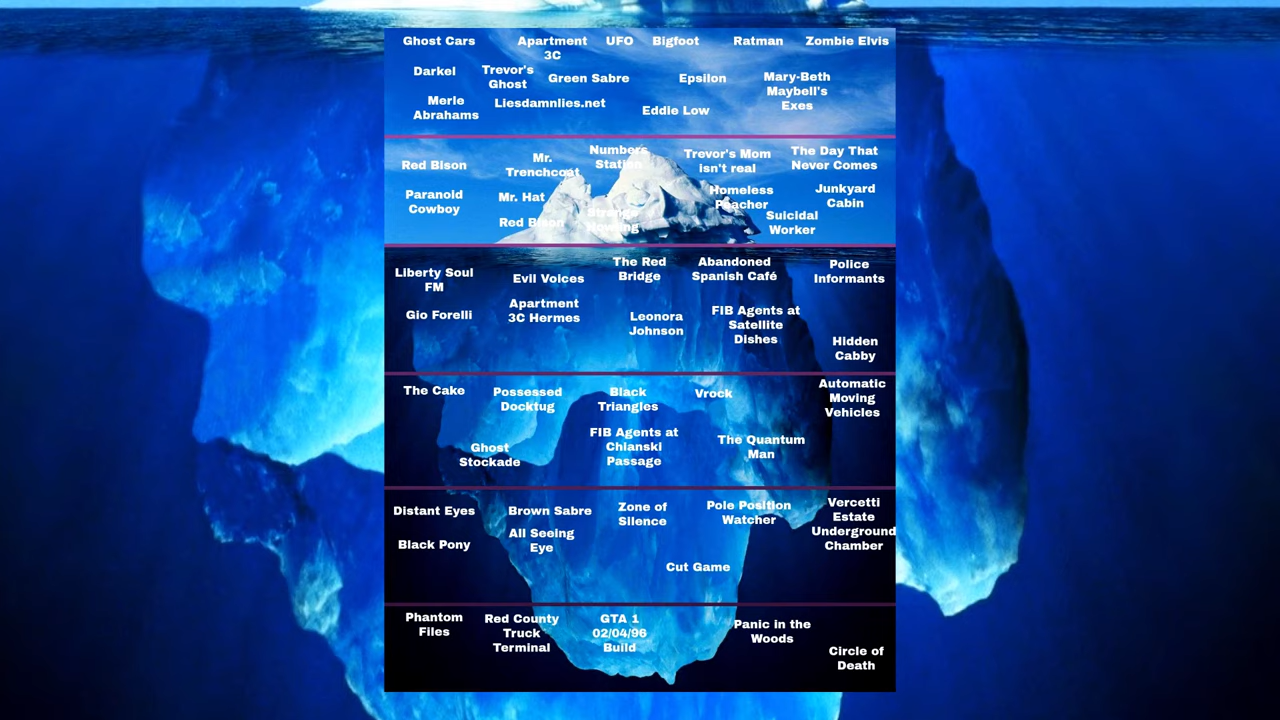 Ghost Cars
Apartment
3C
UFO
Bigfoot
Ratman
Zombie Elvis
Darkel
Trevor's
Ghost
Green Sabre
Epsilon
Mary-Beth
Maybell's
Exes
Merle
Abrahams
Liesdamnlies.net
Eddie Low
Red Bison
Mr.
Trenchcoat
Numbers
Station
Trevor's Mom
isn't real
The Day That
Never Comes
Paranoid
Cowboy
Mr. Hat
Homeless
Peacher
Junkyard
Cabin
Red Bison
Strange
Howling
Suicidal
Worker
Liberty Soul
FM
Evil Voices
The Red
Bridge
Abandoned
Spanish Café
Police
Informants
Gio Forelli
Apartment
3C Hermes
Leonora
Johnson
FIB Agents at
Satellite
Dishes
Hidden
Cabby
The Cake
Possessed
Docktug
Black
Triangles
Vrock
Automatic
Moving
Vehicles
Ghost
Stockade
FIB Agents at
Chianski
Passage
The Quantum
Man
Distant Eyes
Brown Sabre
Zone of
Silence
Pole Position
Watcher
Vercetti
Estate
Underground
Chamber
Black Pony
All Seeing
Eye
Cut Game
Phantom
Files
Red County
Truck
Terminal
GTA 1
02/04/96
Build
Panic in the
Woods
Circle of
Death